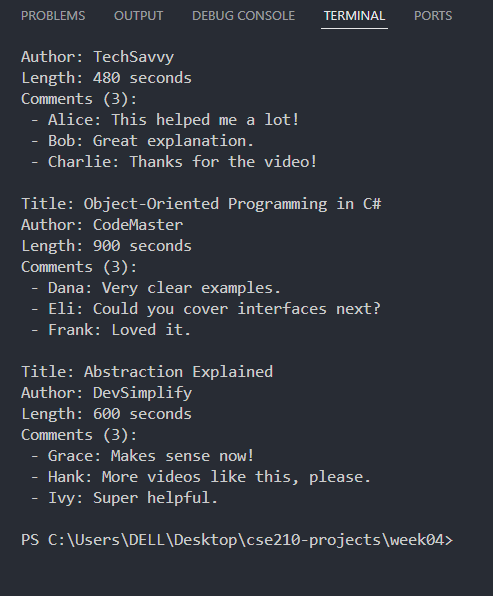 PROBLEMS OUTPUT DEBUG CONSOLE TERMINAL PORTS
Author: TechSavvy
Length: 480 seconds
Comments (3):
- Alice: This helped me a lot!
- Bob: Great explanation.
- Charlie: Thanks for the video!
Title: Object-Oriented Programming in C#
Author: CodeMaster
Length: 900 seconds
Comments (3):
- Dana: Very clear examples.
- Eli: Could you cover interfaces next?
- Frank: Loved it.
Title: Abstraction Explained
Author: DevSimplify
Length: 600 seconds
Comments (3):
- Grace: Makes sense now!
- Hank: More videos like this, please.
- Ivy: Super helpful.
PS C:\Users\DELL\Desktop\cse210-projects\week04>